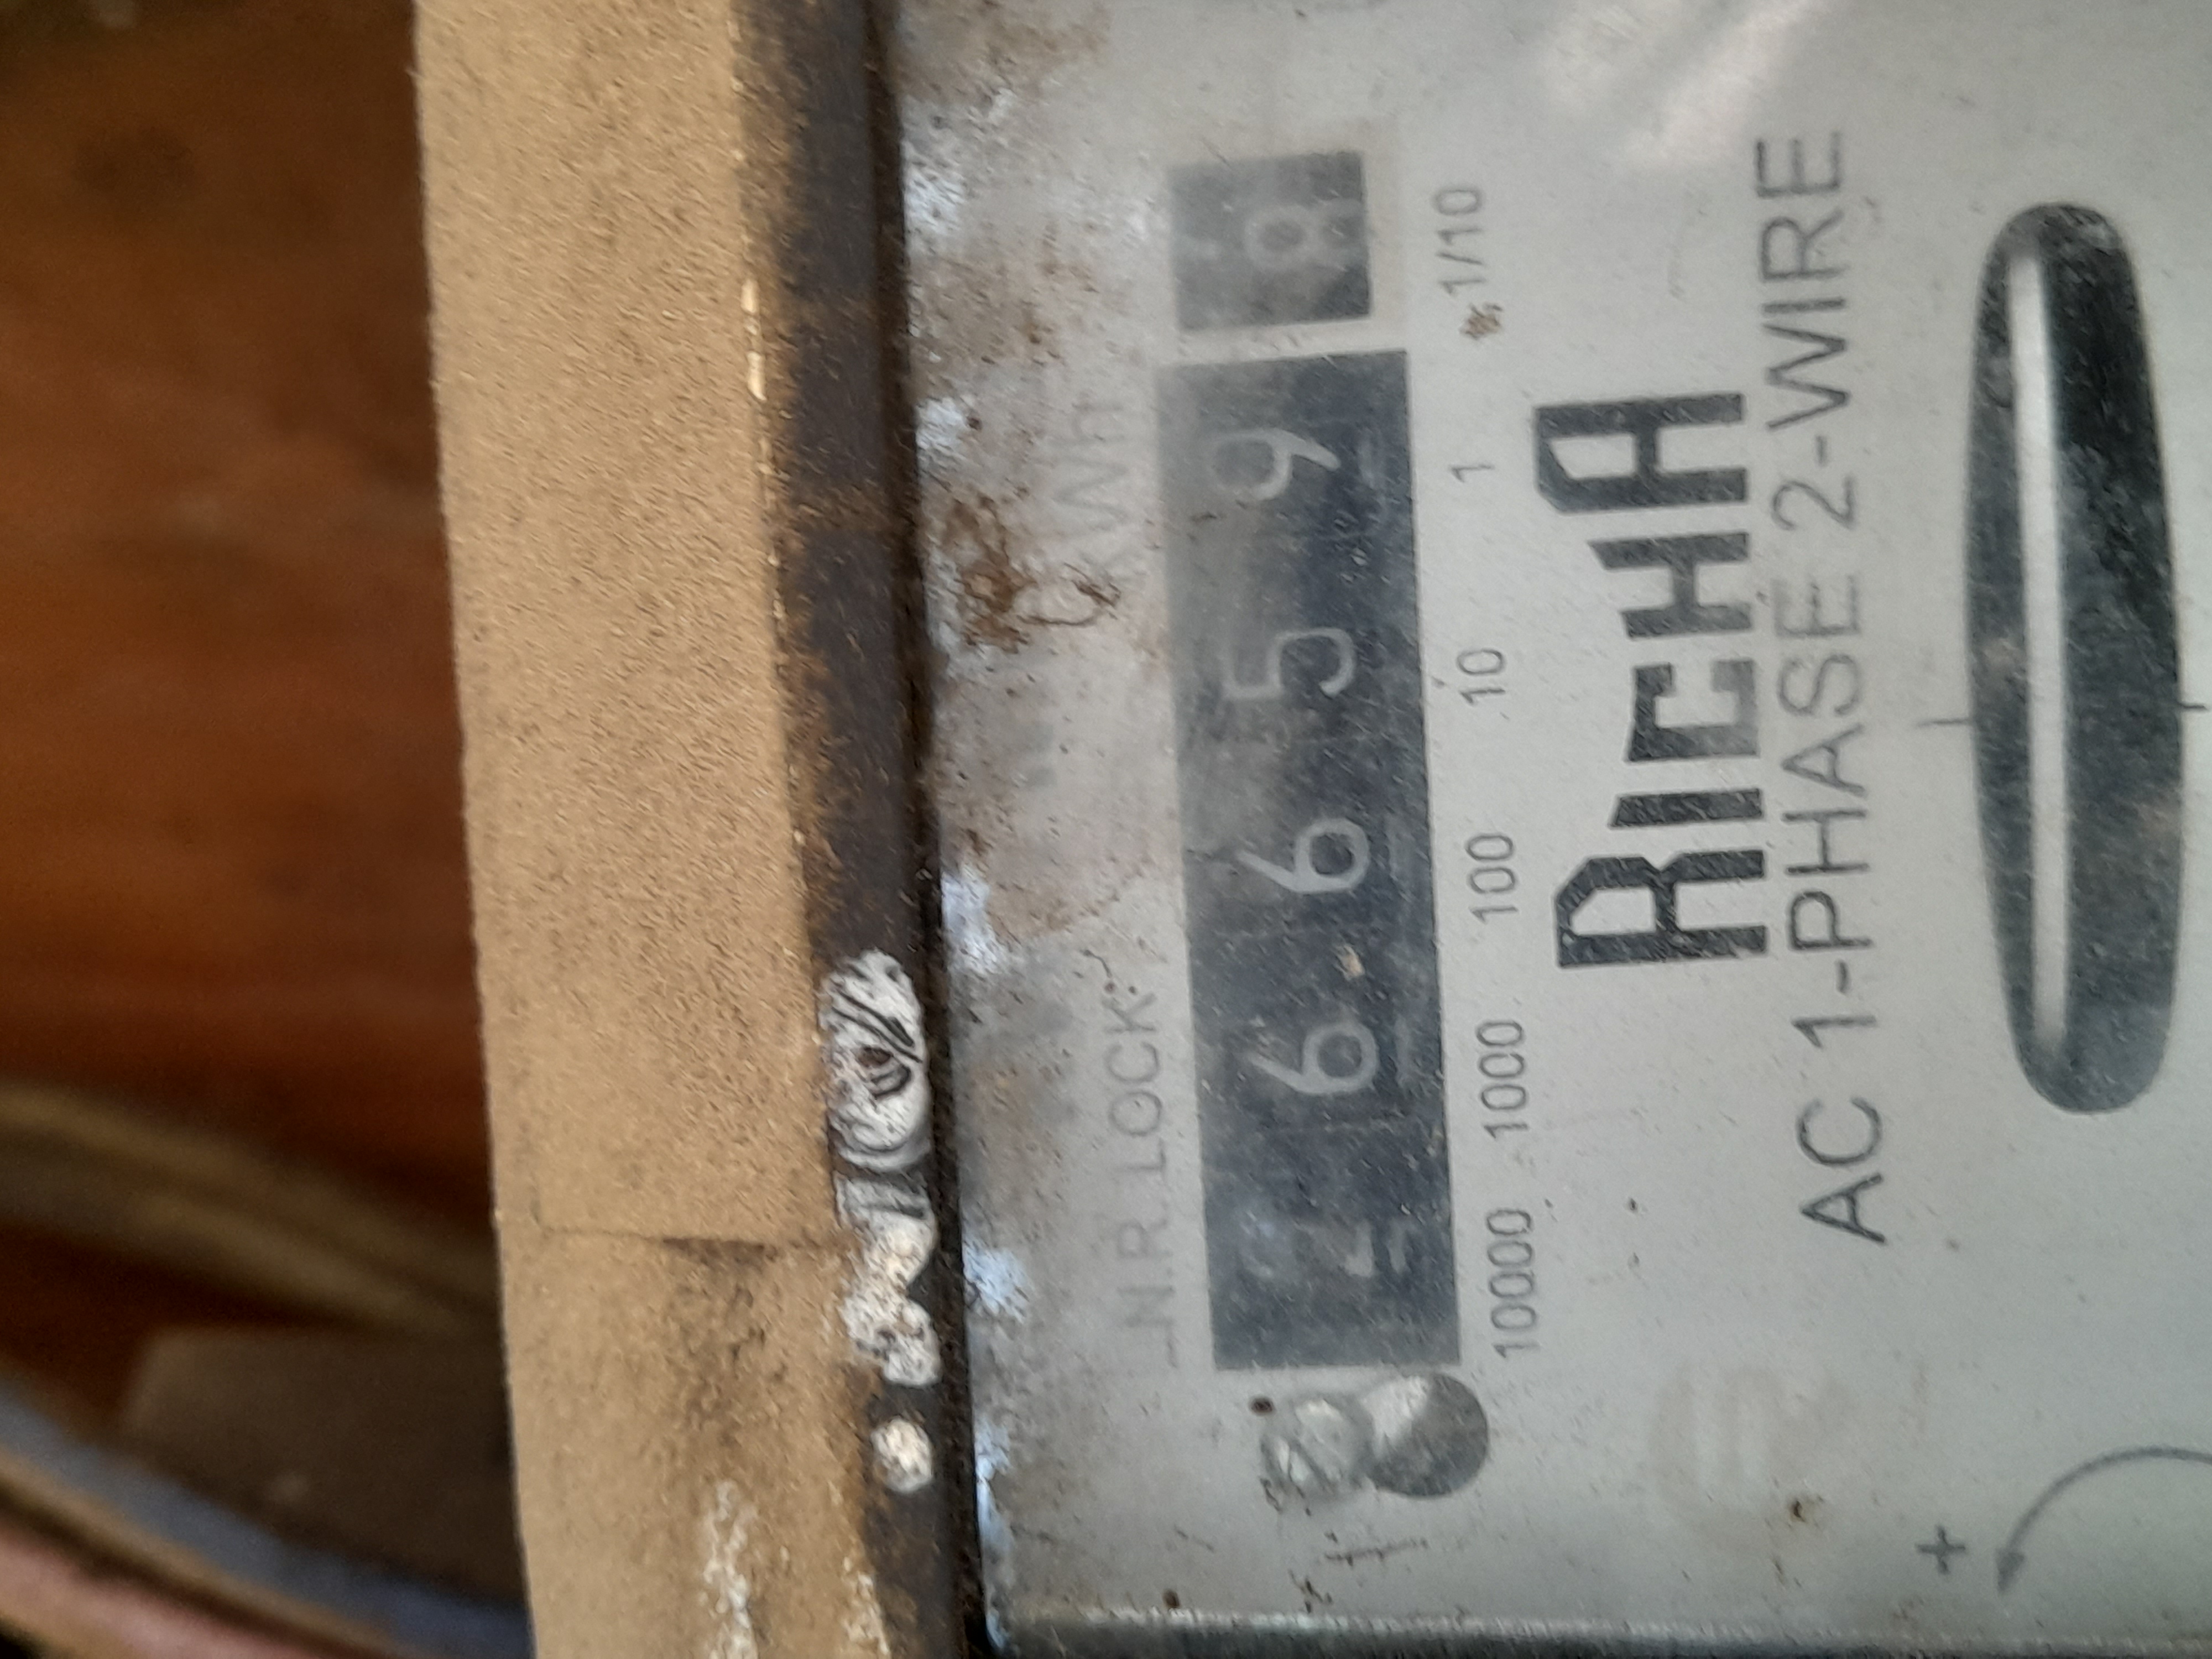 kWh
L.N.R. LOCK
6 6 5 9 8
10000 1000 100 10 1 1/10
RICHA
AC 1-PHASE 2-WIRE
+